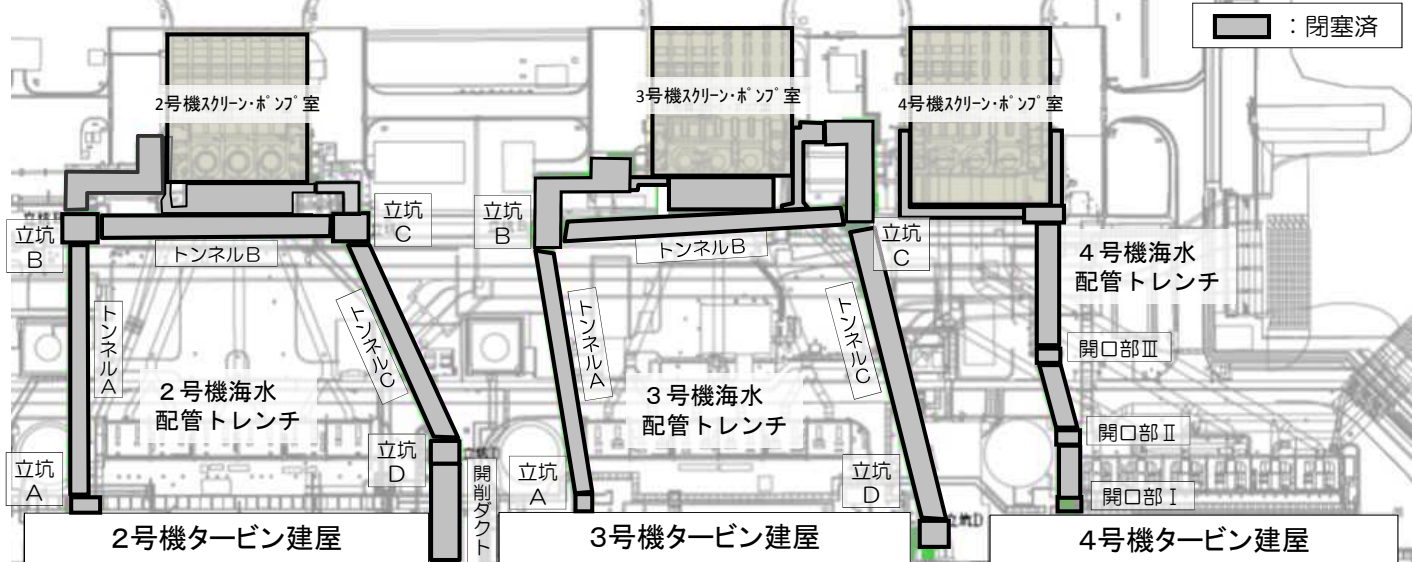 ：閉塞済
2号機スクリーン・ポンプ室
3号機スクリーン・ポンプ室
4号機スクリーン・ポンプ室
立坑
B
トンネルB
立坑
C
立坑
B
トンネルB
立坑
C
4号機海水
配管トレンチ
トンネルA
トンネルC
トンネルA
トンネルC
開口部Ⅲ
2号機海水
配管トレンチ
3号機海水
配管トレンチ
開口部Ⅱ
立坑
A
立坑
D
開削ダクト
立坑
A
立坑
D
開口部Ⅰ
立坑D
2号機タービン建屋
3号機タービン建屋
4号機タービン建屋